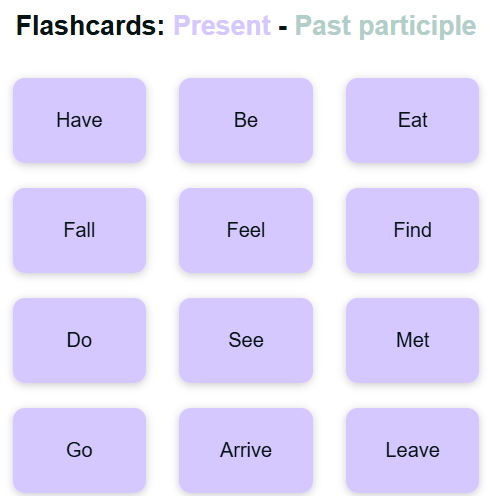 Flashcards: Present - Past participle
Have
Be
Eat
Fall
Feel
Find
Do
See
Met
Go
Arrive
Leave